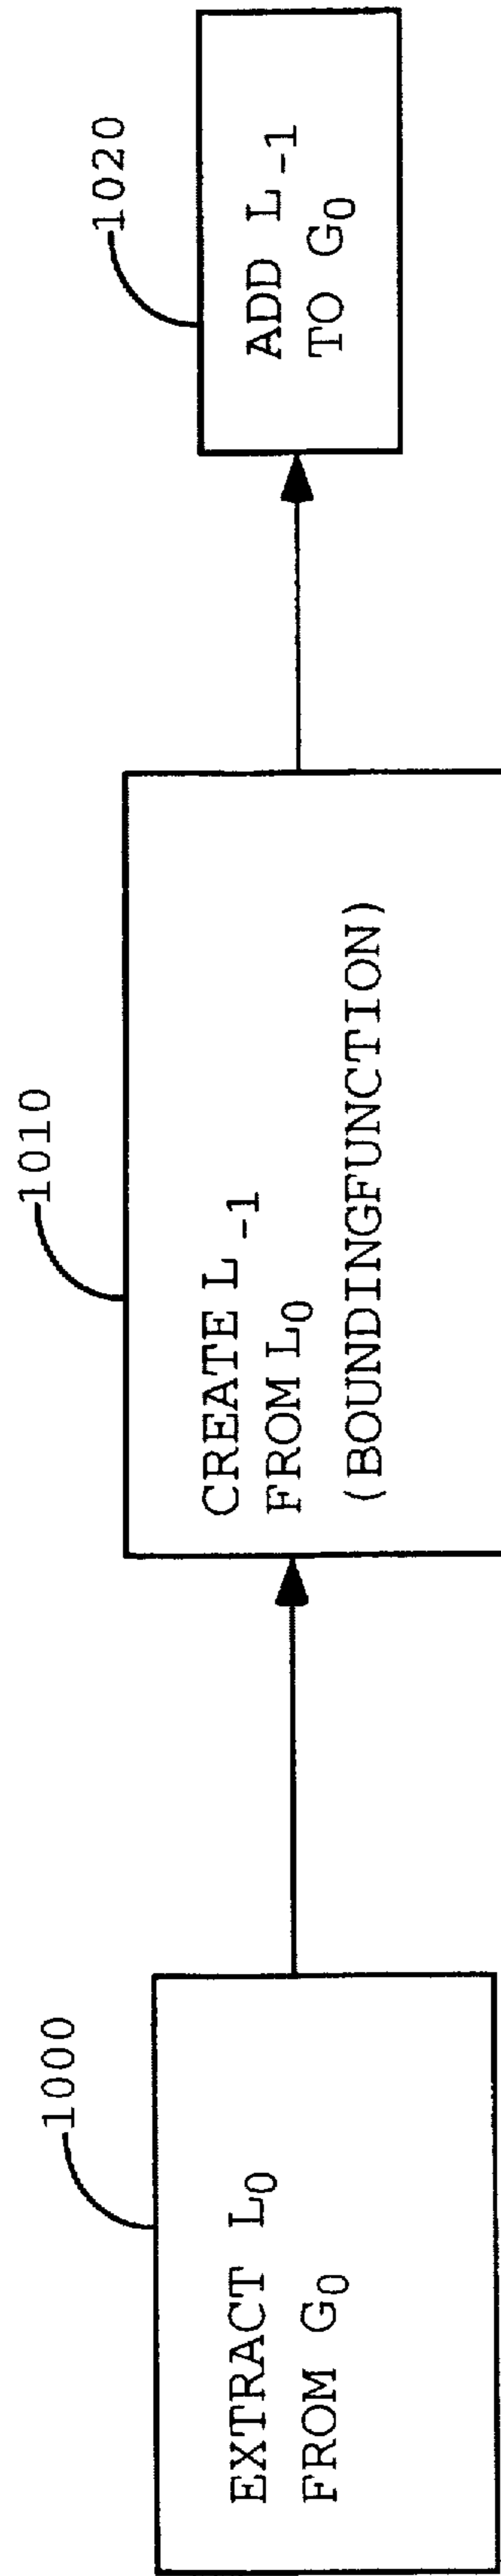 1000
EXTRACT L0
FROM G0
1010
CREATE L-1
FROM L0
(BOUNDINGFUNCTION)
1020
ADD L-1
TO G0